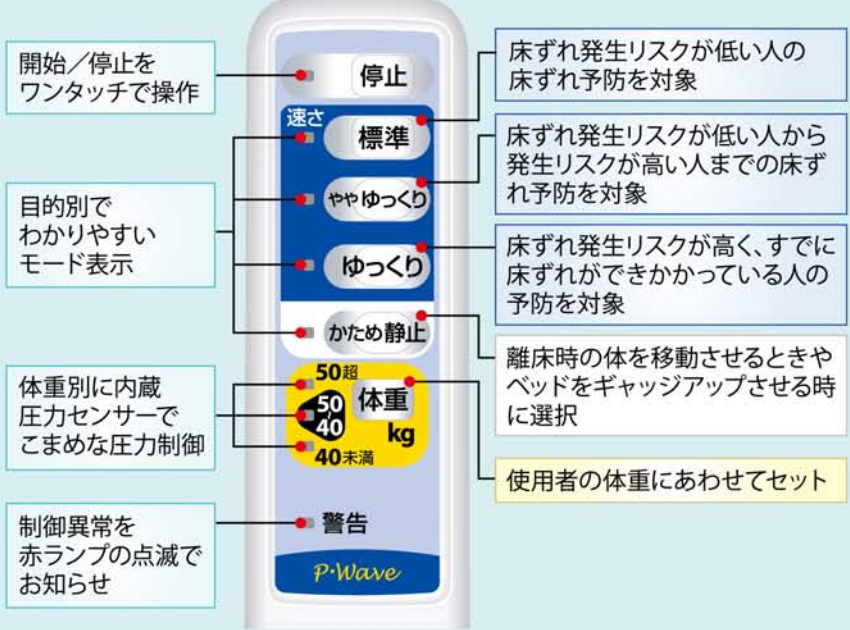 開始／停止を
ワンタッチで操作
目的別で
わかりやすい
モード表示
体重別に内蔵
圧力センサーで
こまめな圧力制御
制御異常を
赤ランプの点滅で
お知らせ
停止
速さ
標準
ややゆっくり
ゆっくり
かため静止
50超
50～40
40未満
体重
kg
警告
P·Wave
床ずれ発生リスクが低い人の
床ずれ予防を対象
床ずれ発生リスクが低い人から
発生リスクが高い人までの床ず
れ予防を対象
床ずれ発生リスクが高く、すでに
床ずれができかかっている人の
予防を対象
離床時の体を移動させるときや
ベッドをギャッジアップさせる時
に選択
使用者の体重にあわせてセット